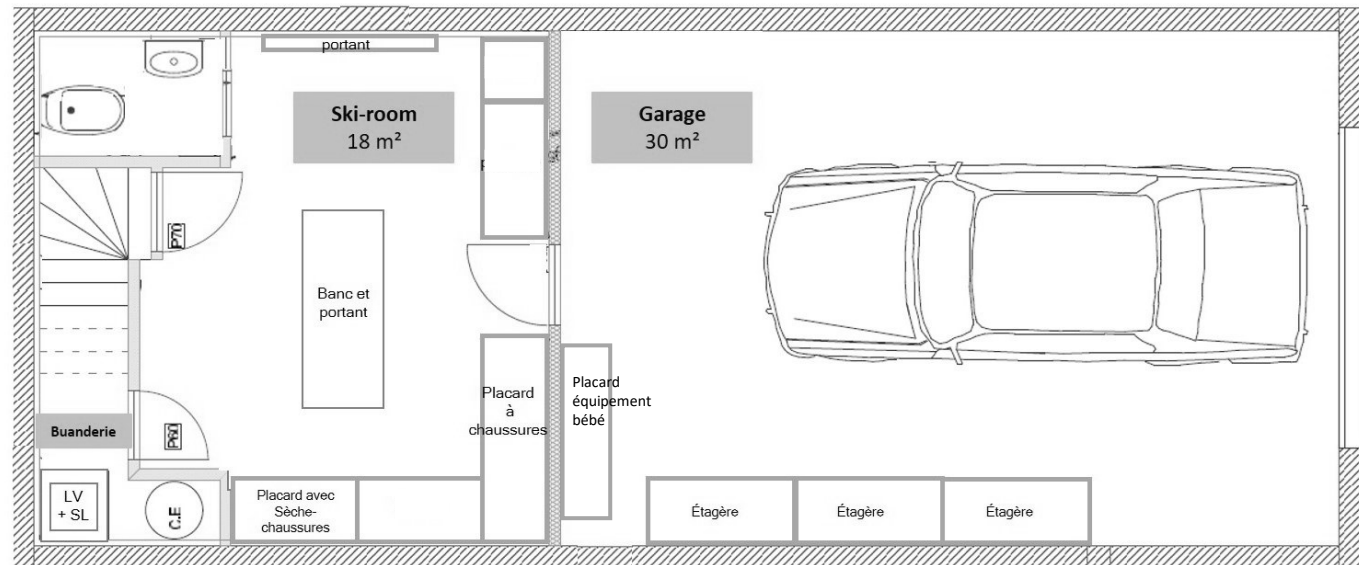 portant
Ski-room
18 m²
Garage
30 m²
P70
Banc et
portant
Placard
à
chaussures
Placard
équipement
bébé
Buanderie
P60
LV
+ SL
C.E
Placard avec
Sèche-
chaussures
Étagère
Étagère
Étagère